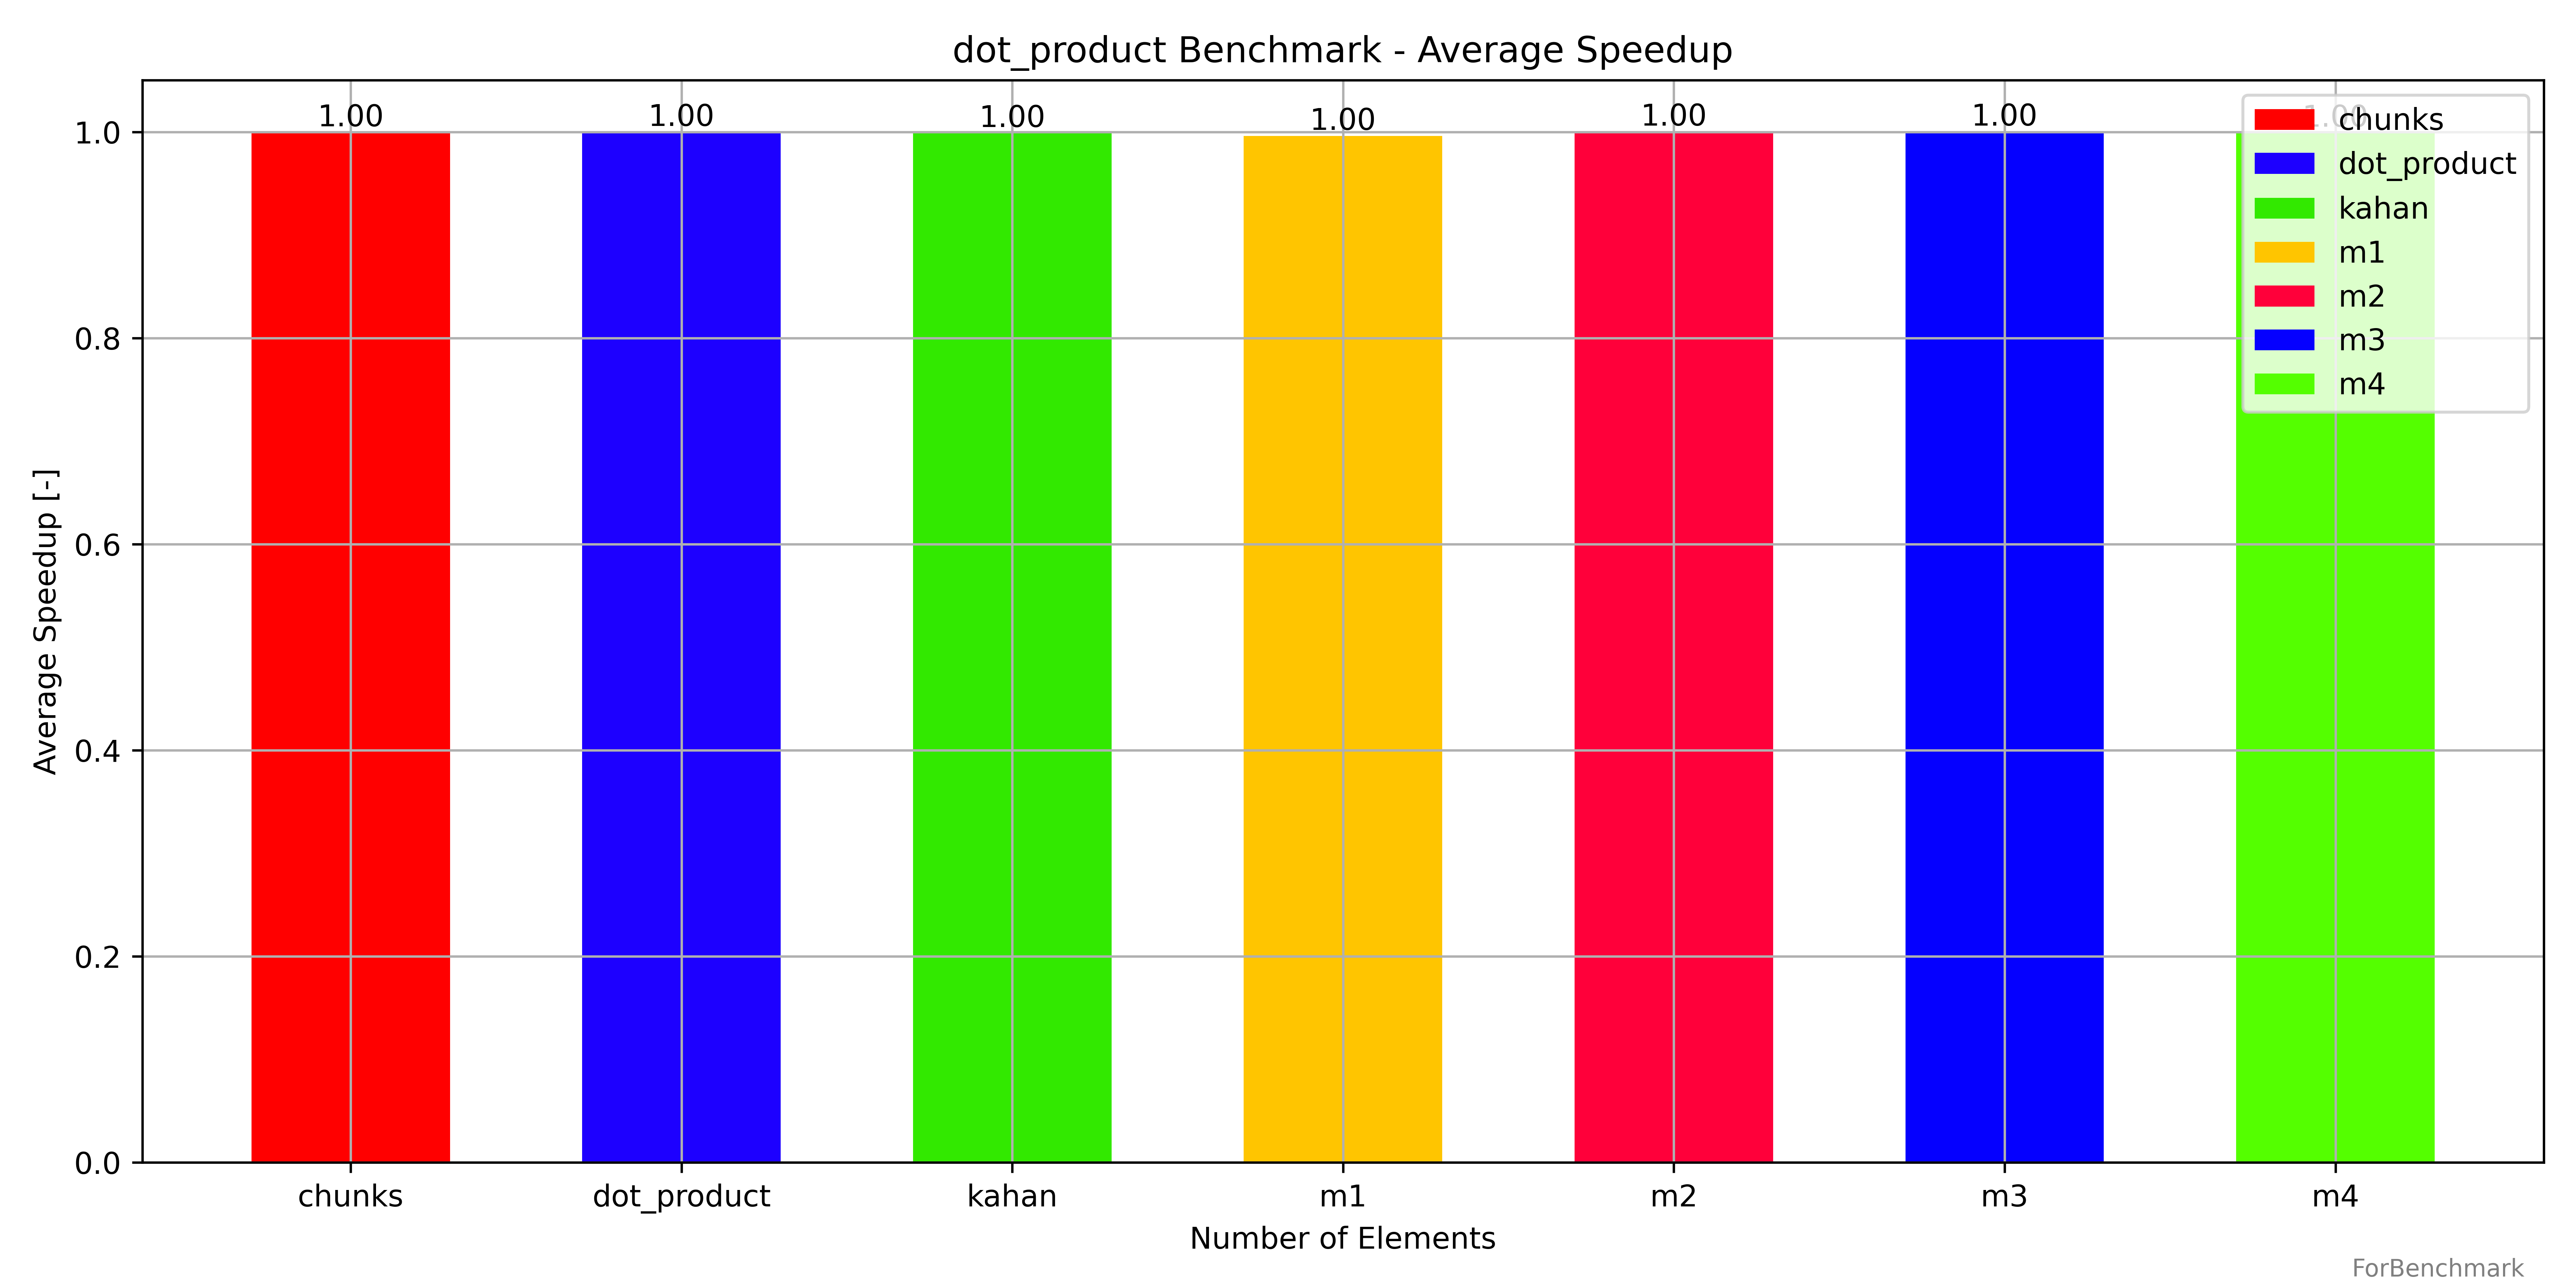 dot_product Benchmark - Average Speedup
1.00
1.00
1.00
1.00
1.00
1.00
1.00
chunks
dot_product
kahan
m1
m2
m3
m4
1.0
0.8
0.6
0.4
0.2
0.0
Average Speedup [-]
chunks
dot_product
kahan
m1
m2
m3
m4
Number of Elements
ForBenchmark